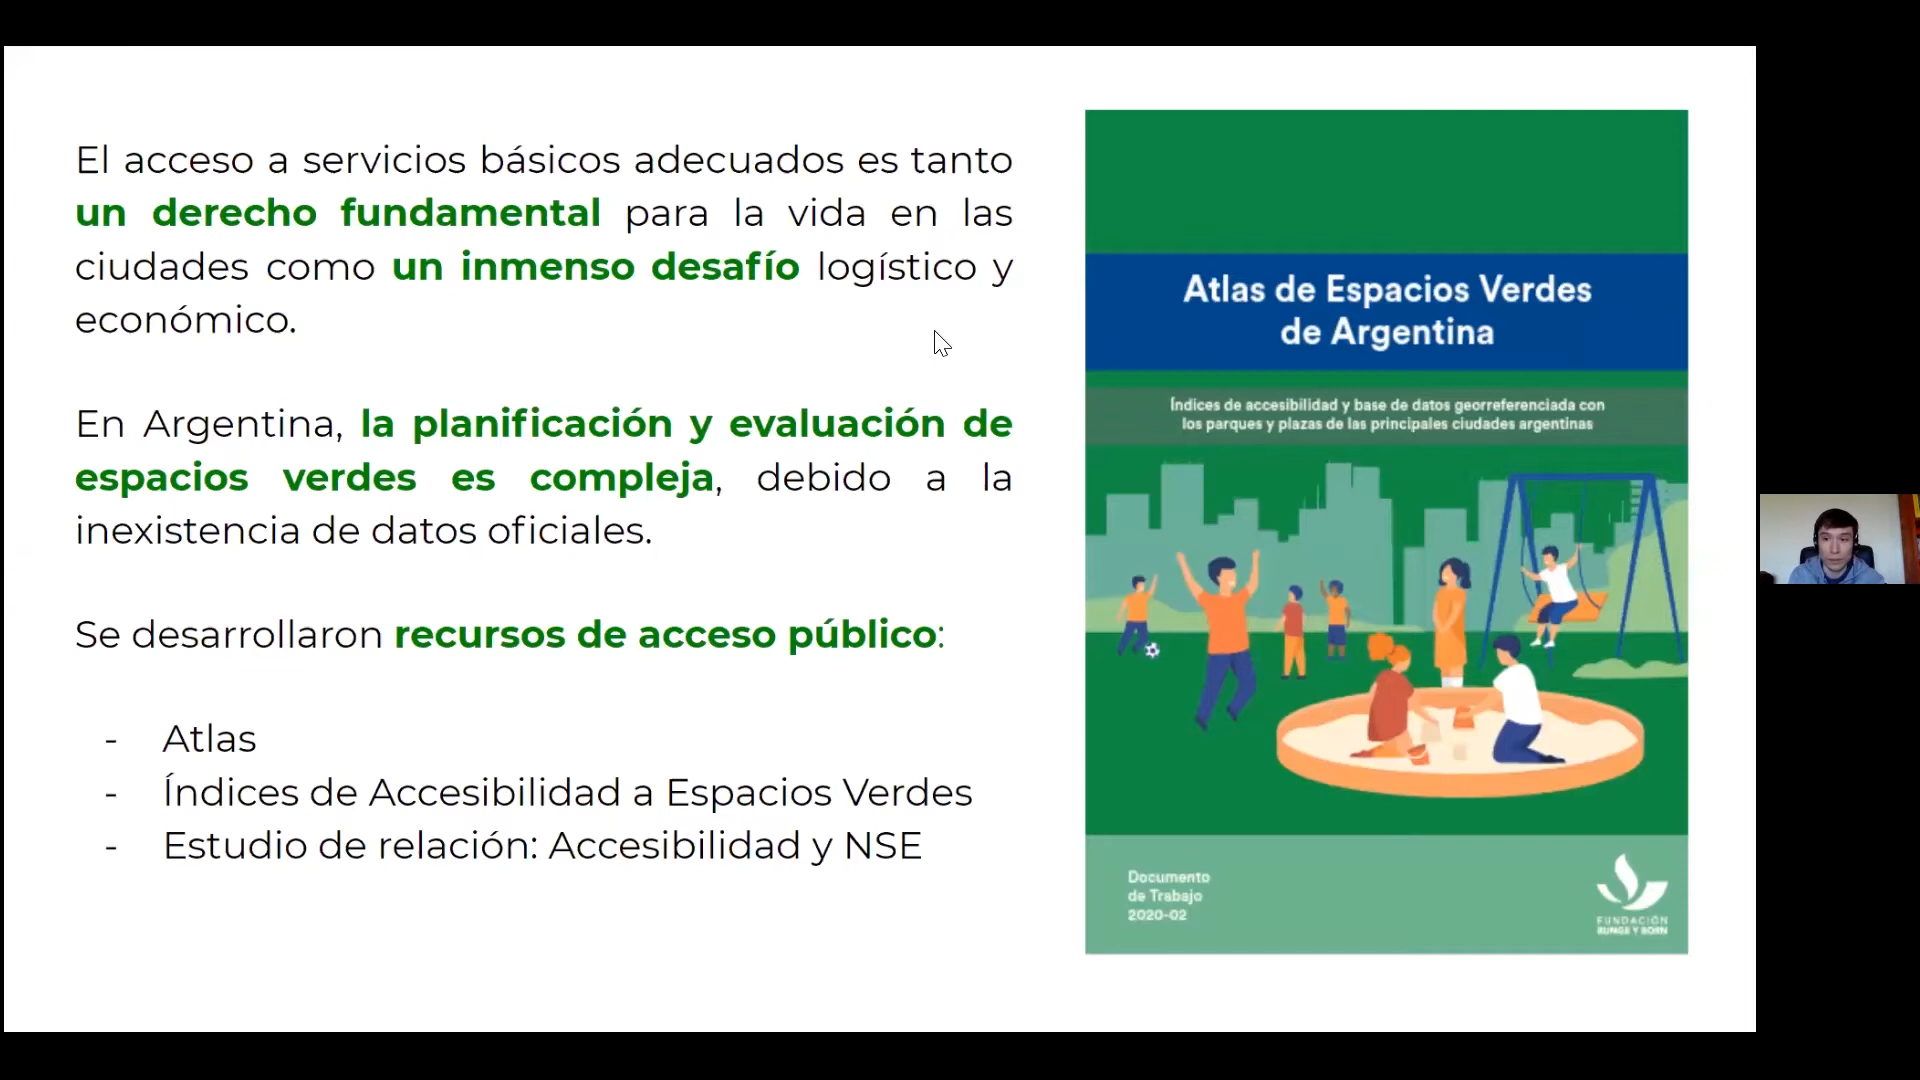 El acceso a servicios básicos adecuados es tanto
un derecho fundamental para la vida en las
ciudades como un inmenso desafío logístico y
económico.
En Argentina, la planificación y evaluación de
espacios verdes es compleja, debido a la
inexistencia de datos oficiales.
Se desarrollaron recursos de acceso público:
- Atlas
- Índices de Accesibilidad a Espacios Verdes
- Estudio de relación: Accesibilidad y NSE
Atlas de Espacios Verdes
de Argentina
Índices de accesibilidad y base de datos georreferenciada con
los parques y plazas de las principales ciudades argentinas
Documento
de Trabajo
2020-02
FUNDACIÓN
BUNGE Y BORN